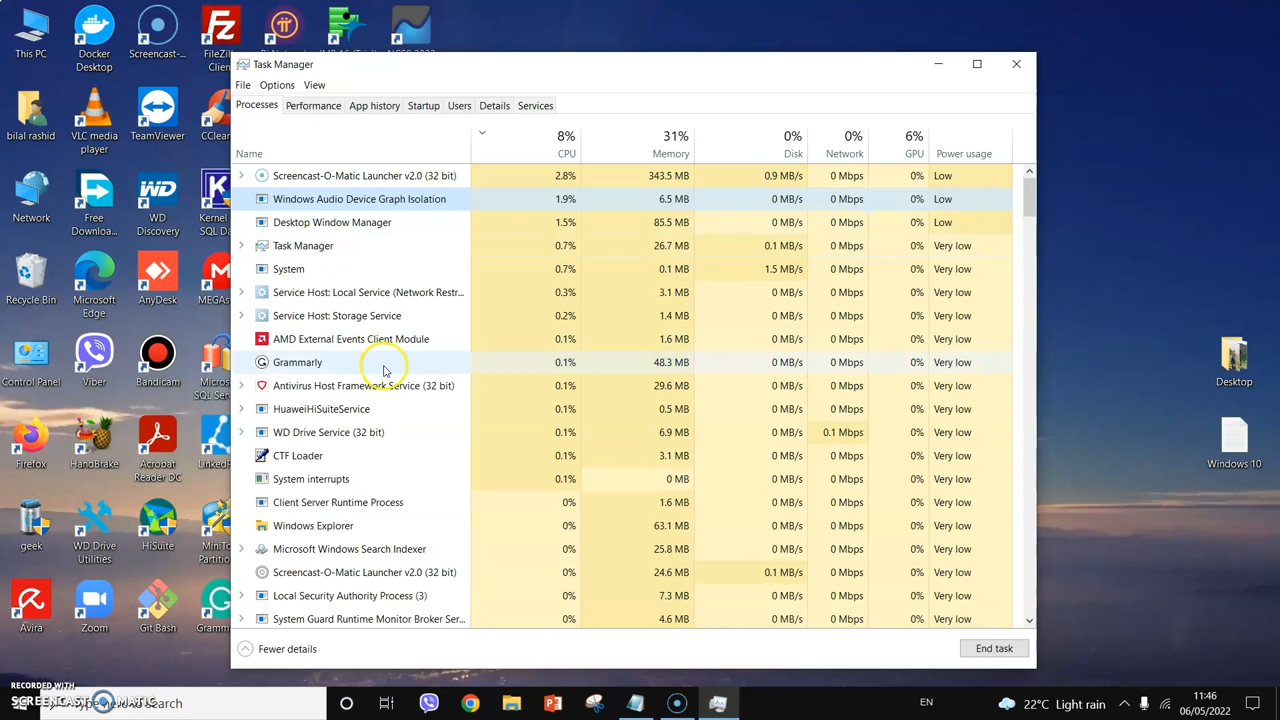 This PC
Docker
Desktop
Screencast-...
FileZil
Clien
bilal rashid
VLC media
player
TeamViewer
CClean
Network
Free
Downloa...
WD
Discovery
Kernel
SQL Da
Recycle Bin
Microsoft
Edge
AnyDesk
MEGAs
Control Panel
Viber
Bandicam
Micros
SQL Serv
Firefox
HandBrake
Acrobat
Reader DC
LinkedI
geek
WD Drive
Utilities
HiSuite
MiniTo
Partition
Avira
Zoom
Git Bash
Gramm
Desktop
Windows 10
Task Manager
File Options View
Processes Performance App history Startup Users Details Services
8% 31% 0% 0% 6%
Name CPU Memory Disk Network GPU Power usage
Screencast-O-Matic Launcher v2.0 (32 bit) 2.8% 343.5 MB 0.9 MB/s 0 Mbps 0% Low
Windows Audio Device Graph Isolation 1.9% 6.5 MB 0 MB/s 0 Mbps 0% Low
Desktop Window Manager 1.5% 85.5 MB 0 MB/s 0 Mbps 0% Low
Task Manager 0.7% 26.7 MB 0.1 MB/s 0 Mbps 0% Very low
System 0.7% 0.1 MB 1.5 MB/s 0 Mbps 0% Very low
Service Host: Local Service (Network Restr... 0.3% 3.1 MB 0 MB/s 0 Mbps 0% Very low
Service Host: Storage Service 0.2% 1.4 MB 0 MB/s 0 Mbps 0% Very low
AMD External Events Client Module 0.1% 1.6 MB 0 MB/s 0 Mbps 0% Very low
Grammarly 0.1% 48.3 MB 0 MB/s 0 Mbps 0% Very low
Antivirus Host Framework Service (32 bit) 0.1% 29.6 MB 0 MB/s 0 Mbps 0% Very low
HuaweiHiSuiteService 0.1% 0.5 MB 0 MB/s 0 Mbps 0% Very low
WD Drive Service (32 bit) 0.1% 6.9 MB 0 MB/s 0.1 Mbps 0% Very low
CTF Loader 0.1% 3.1 MB 0 MB/s 0 Mbps 0% Very low
System interrupts 0.1% 0 MB 0 MB/s 0 Mbps 0% Very low
Client Server Runtime Process 0% 1.6 MB 0 MB/s 0 Mbps 0% Very low
Windows Explorer 0% 63.1 MB 0 MB/s 0 Mbps 0% Very low
Microsoft Windows Search Indexer 0% 25.8 MB 0 MB/s 0 Mbps 0% Very low
Screencast-O-Matic Launcher v2.0 (32 bit) 0% 24.6 MB 0.1 MB/s 0 Mbps 0% Very low
Local Security Authority Process (3) 0% 7.3 MB 0 MB/s 0 Mbps 0% Very low
System Guard Runtime Monitor Broker Ser... 0% 4.6 MB 0 MB/s 0 Mbps 0% Very low
Fewer details End task
RECORDED WITH
SCREENCAST MATIC
here to search
EN
22°C Light rain
11:46
06/05/2022